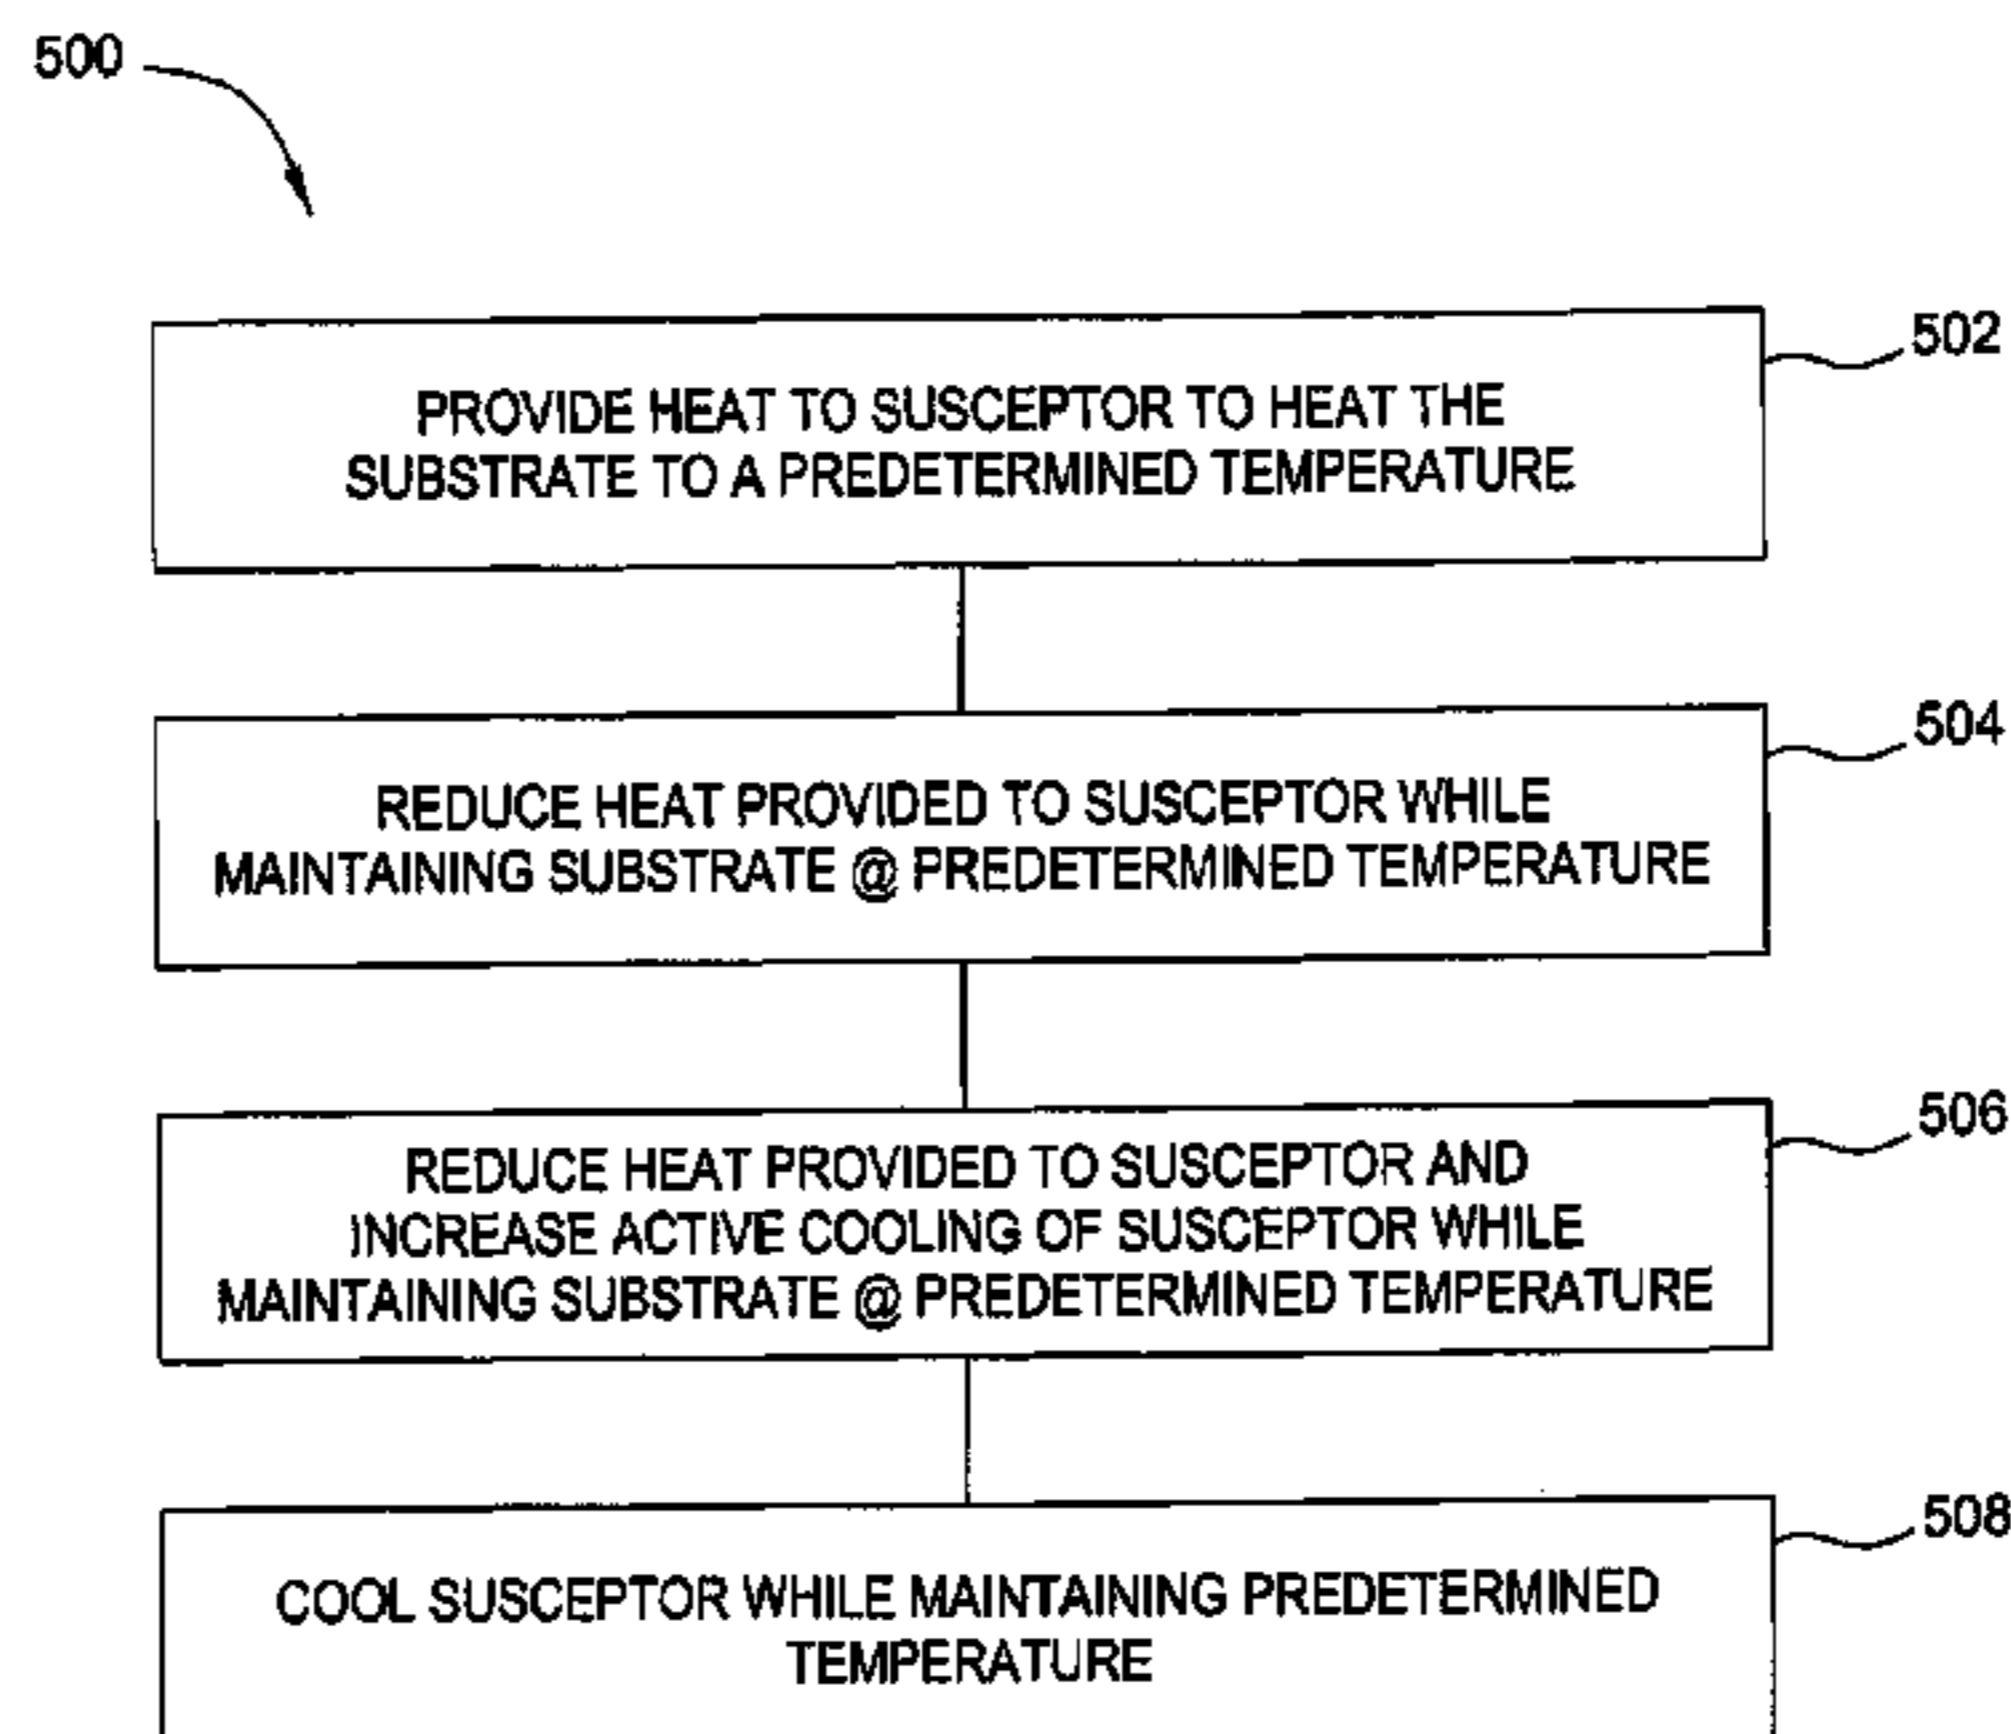 500
502
PROVIDE HEAT TO SUSCEPTOR TO HEAT THE
SUBSTRATE TO A PREDETERMINED TEMPERATURE
504
REDUCE HEAT PROVIDED TO SUSCEPTOR WHILE
MAINTAINING SUBSTRATE @ PREDETERMINED TEMPERATURE
506
REDUCE HEAT PROVIDED TO SUSCEPTOR AND
INCREASE ACTIVE COOLING OF SUSCEPTOR WHILE
MAINTAINING SUBSTRATE @ PREDETERMINED TEMPERATURE
508
COOL SUSCEPTOR WHILE MAINTAINING PREDETERMINED
TEMPERATURE